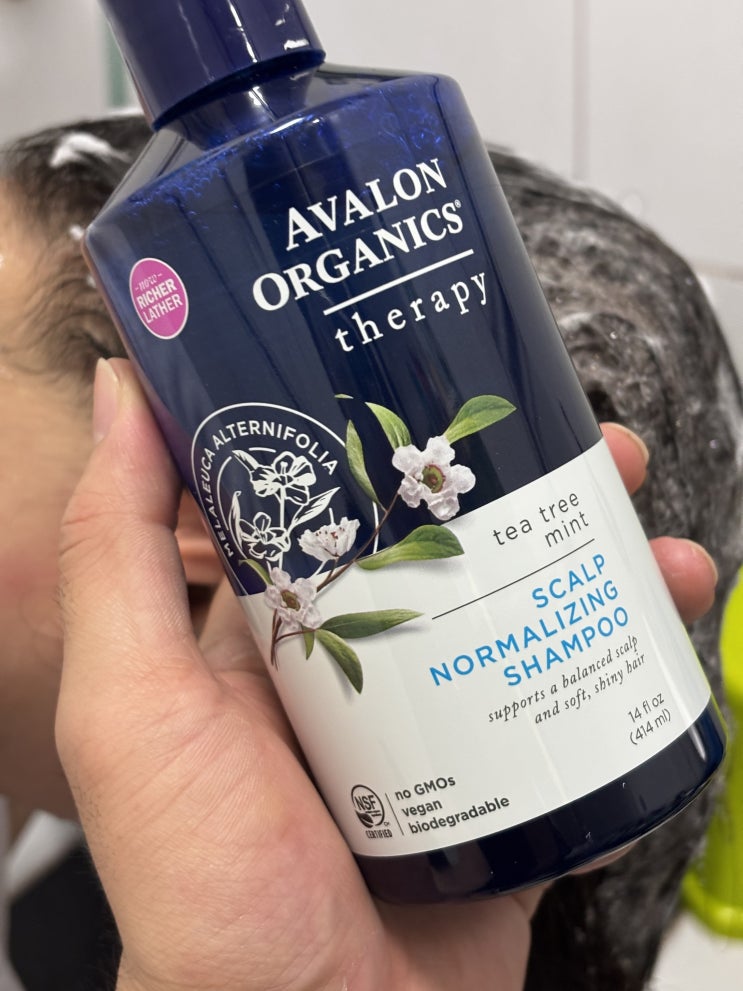 AVALON
ORGANICS®
therapy
-now-
RICHER
LATHER
MELALEUCA ALTERNIFOLIA
tea tree
mint
SCALP
NORMALIZING
SHAMPOO
supports a balanced scalp
and soft, shiny hair
14 fl oz
(414 ml)
NSF
CERTIFIED
no GMOs
vegan
biodegradable